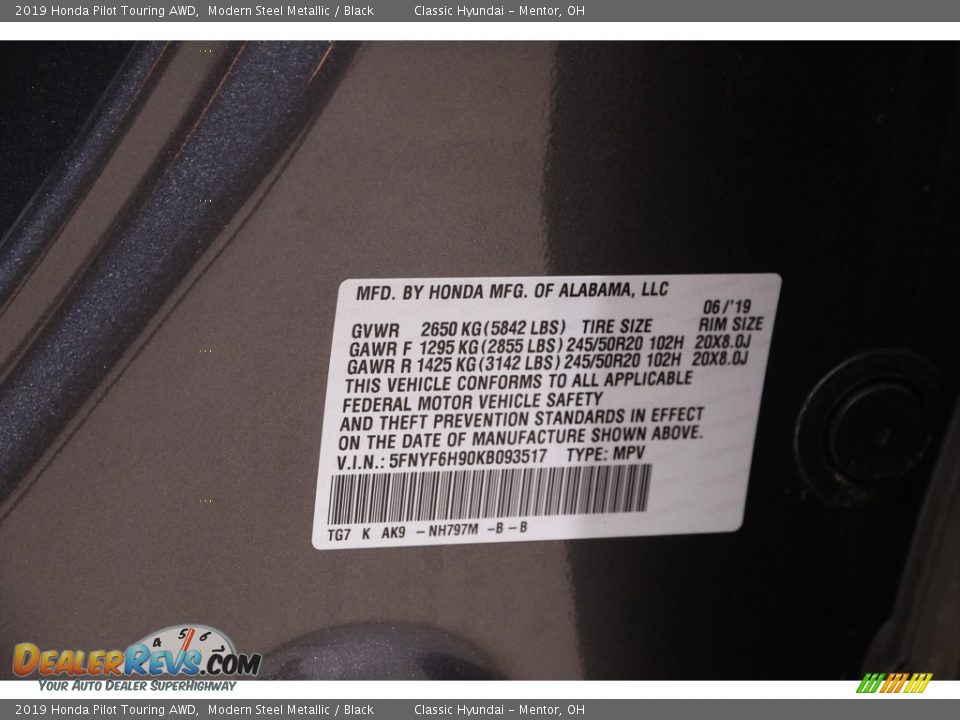 2019 Honda Pilot Touring AWD,  Modern Steel Metallic / Black  Classic Hyundai - Mentor, OH
MFD. BY HONDA MFG. OF ALABAMA, LLC
06/'19
GVWR 2650 KG(5842 LBS) TIRE SIZE RIM SIZE
GAWR F 1295 KG(2855 LBS) 245/50R20 102H 20X8.0J
GAWR R 1425 KG(3142 LBS) 245/50R20 102H 20X8.0J
THIS VEHICLE CONFORMS TO ALL APPLICABLE
FEDERAL MOTOR VEHICLE SAFETY
AND THEFT PREVENTION STANDARDS IN EFFECT
ON THE DATE OF MANUFACTURE SHOWN ABOVE.
V.I.N.: 5FNYF6H90KB093517 TYPE: MPV
TG7 K AK9 -NH797M -B-B
4 5 6
DEALERREVS.COM
YOUR AUTO DEALER SUPERHIGHWAY
2019 Honda Pilot Touring AWD,  Modern Steel Metallic / Black  Classic Hyundai - Mentor, OH